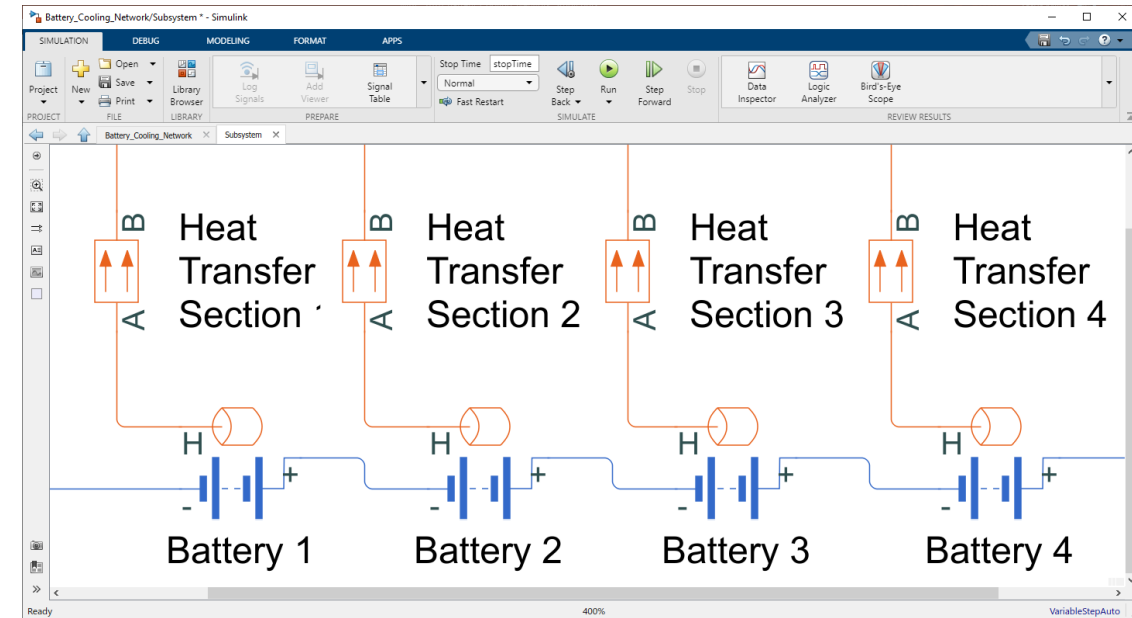 Battery_Cooling_Network/Subsystem * - Simulink
SIMULATION DEBUG MODELING FORMAT APPS
Project New Open Save Print Library Browser Log Signals Add Viewer Signal Table Stop Time stopTime Normal Fast Restart Step Back Run Step Forward Stop Data Inspector Logic Analyzer Bird's-Eye Scope
PROJECT FILE LIBRARY PREPARE SIMULATE REVIEW RESULTS
Battery_Cooling_Network Subsystem
B B B B
Heat Heat Heat Heat
Transfer Transfer Transfer Transfer
Section Section 2 Section 3 Section 4
A A A A
H H H H
- + - + - + - +
Battery 1 Battery 2 Battery 3 Battery 4
Ready 400% VariableStepAuto